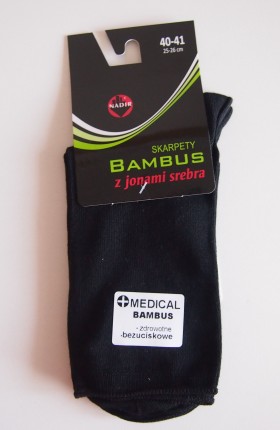 40-41
25-26 cm
NADIR
SKARPETY
BAMBUS
z jonami srebra
MEDICAL
BAMBUS
- zdrowotne
-bezuciskowe